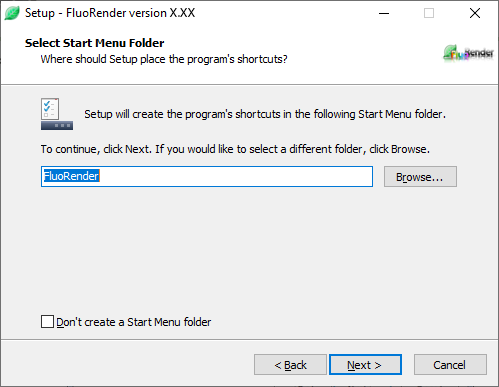 Setup - FluoRender version X.XX
Select Start Menu Folder
Where should Setup place the program's shortcuts?
FluoRender
Setup will create the program's shortcuts in the following Start Menu folder.
To continue, click Next. If you would like to select a different folder, click Browse.
FluoRender
Browse...
Don't create a Start Menu folder
< Back
Next >
Cancel